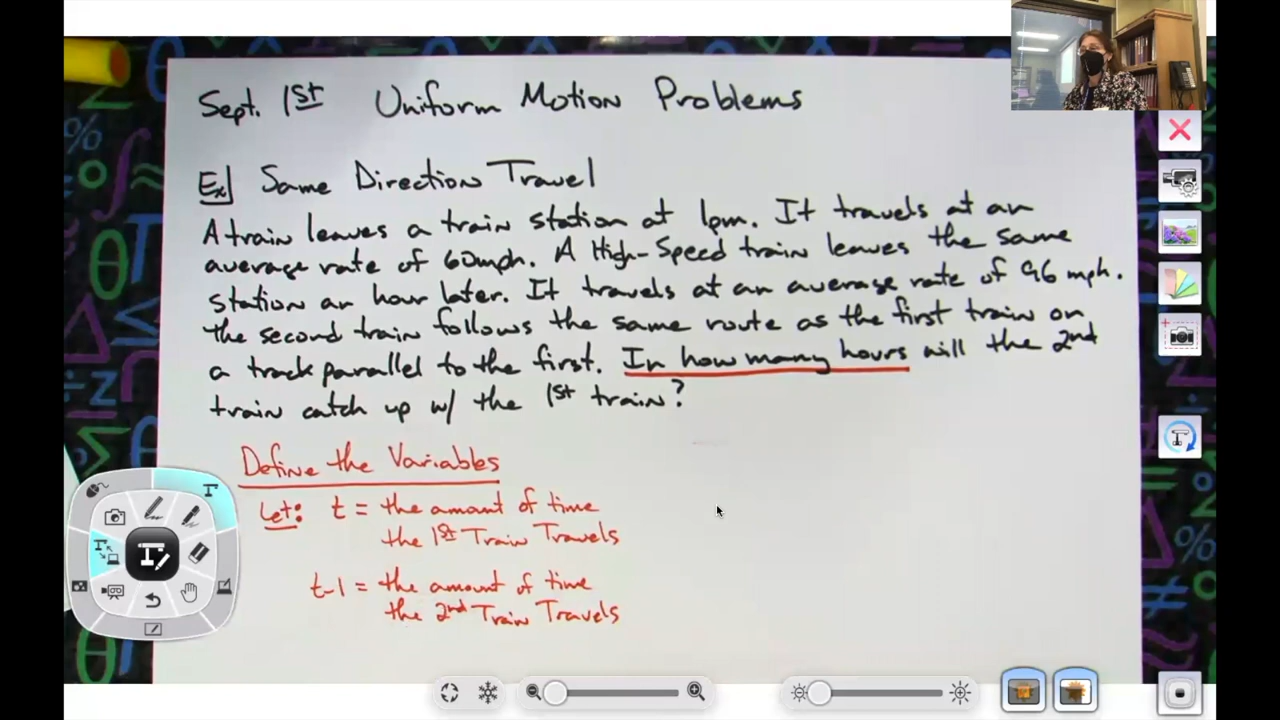 Sept. 1st Uniform Motion Problems
Ex] Same Direction Travel
A train leaves a train station at 1pm. It travels at an
average rate of 60mph. A High-Speed train leaves the same
station an hour later. It travels at an average rate of 96 mph.
The second train follows the same route as the first train on
a track parallel to the first. In how many hours will the 2nd
train catch up w/ the 1st train?
Define the Variables
Let: t = the amount of time
the 1st Train Travels
t-1 = the amount of time
the 2nd Train Travels